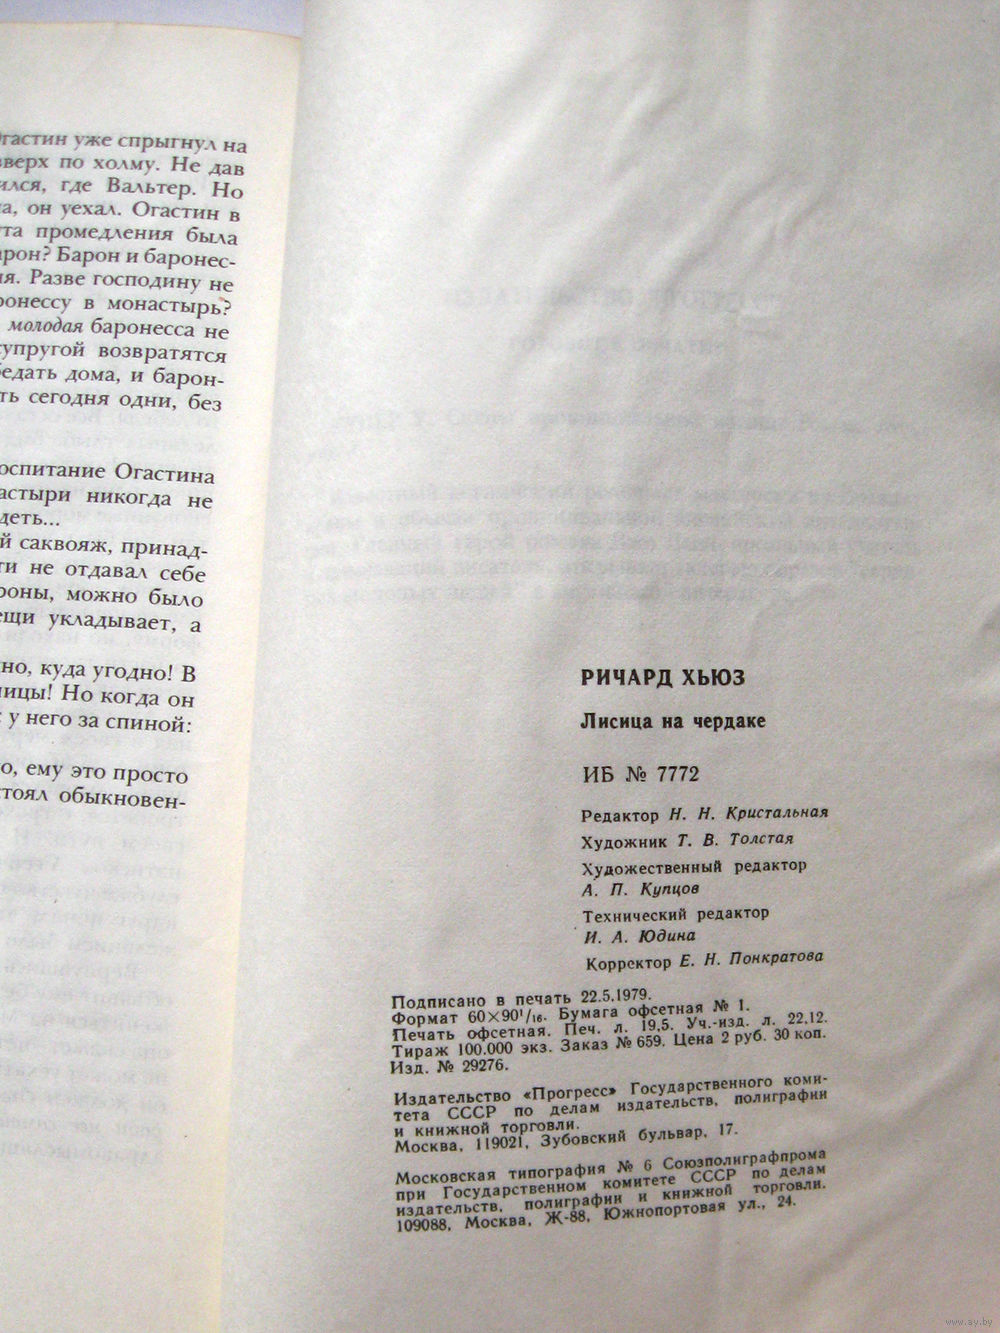 гастин уже спрыгнул на
вверх по холму. Не дав
ился, где Вальтер. Но
а, он уехал. Огастин в
та промедления была
арон? Барон и баронес-
ия. Разве господину не
ронессу в монастырь?
молодая баронесса не
супругой возвратятся
бедать дома, и барон-
ть сегодня одни, без
оспитание Огастина
астыри никогда не
деть...
й саквояж, принад-
ти не отдавал себе
роны, можно было
ещи укладывает, а
но, куда угодно! В
ицы! Но когда он
у него за спиной:
о, ему это просто
стоял обыкновен-
РИЧАРД ХЬЮЗ
Лисица на чердаке
ИБ № 7772
Редактор Н. Н. Кристальная
Художник Т. В. Толстая
Художественный редактор
А. П. Купцов
Технический редактор
И. А. Юдина
Корректор Е. Н. Понкратова
Подписано в печать 22.5.1979.
Формат 60×90¹/₁₆. Бумага офсетная № 1.
Печать офсетная. Печ. л. 19,5. Уч.-изд. л. 22,12.
Тираж 100.000 экз. Заказ № 659. Цена 2 руб. 30 коп.
Изд. № 29276.
Издательство «Прогресс» Государственного коми-
тета СССР по делам издательств, полиграфии
и книжной торговли.
Москва, 119021, Зубовский бульвар, 17.
Московская типография № 6 Союзполиграфпрома
при Государственном комитете СССР по делам
издательств, полиграфии и книжной торговли.
109088, Москва, Ж-88, Южнопортовая ул., 24.
www.ay.by